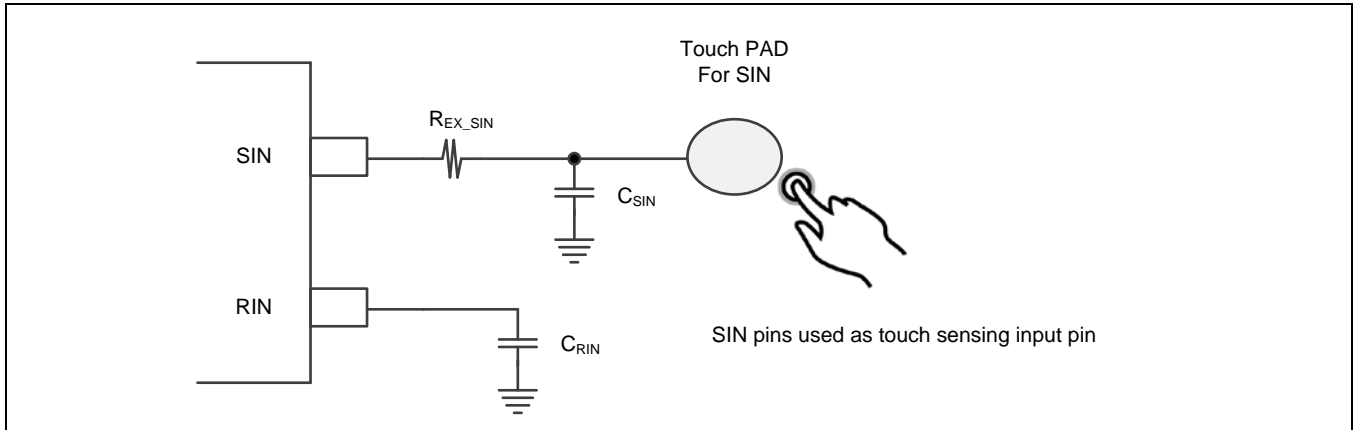 Touch PAD
For SIN
R_EX_SIN
SIN
C_SIN
RIN
C_RIN
SIN pins used as touch sensing input pin